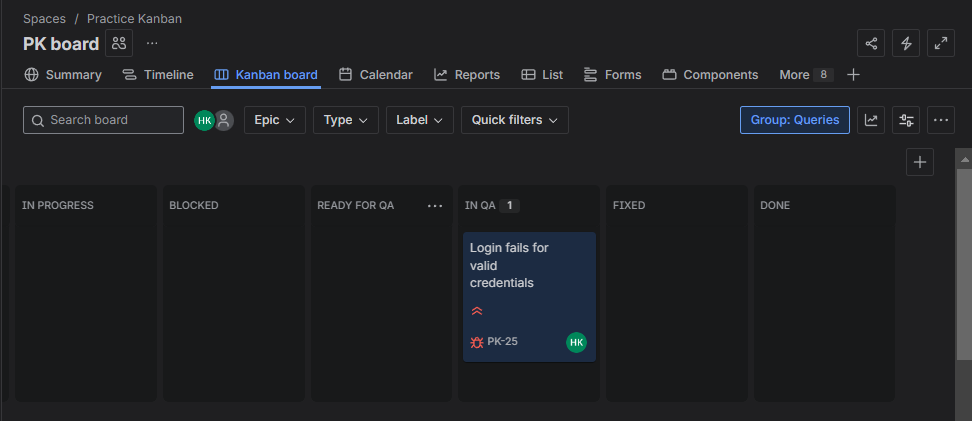 Spaces / Practice Kanban
PK board
Summary Timeline Kanban board Calendar Reports List Forms Components More 8
Search board HK Epic Type Label Quick filters Group: Queries
IN PROGRESS BLOCKED READY FOR QA IN QA 1 FIXED DONE
Login fails for
valid
credentials
PK-25 HK